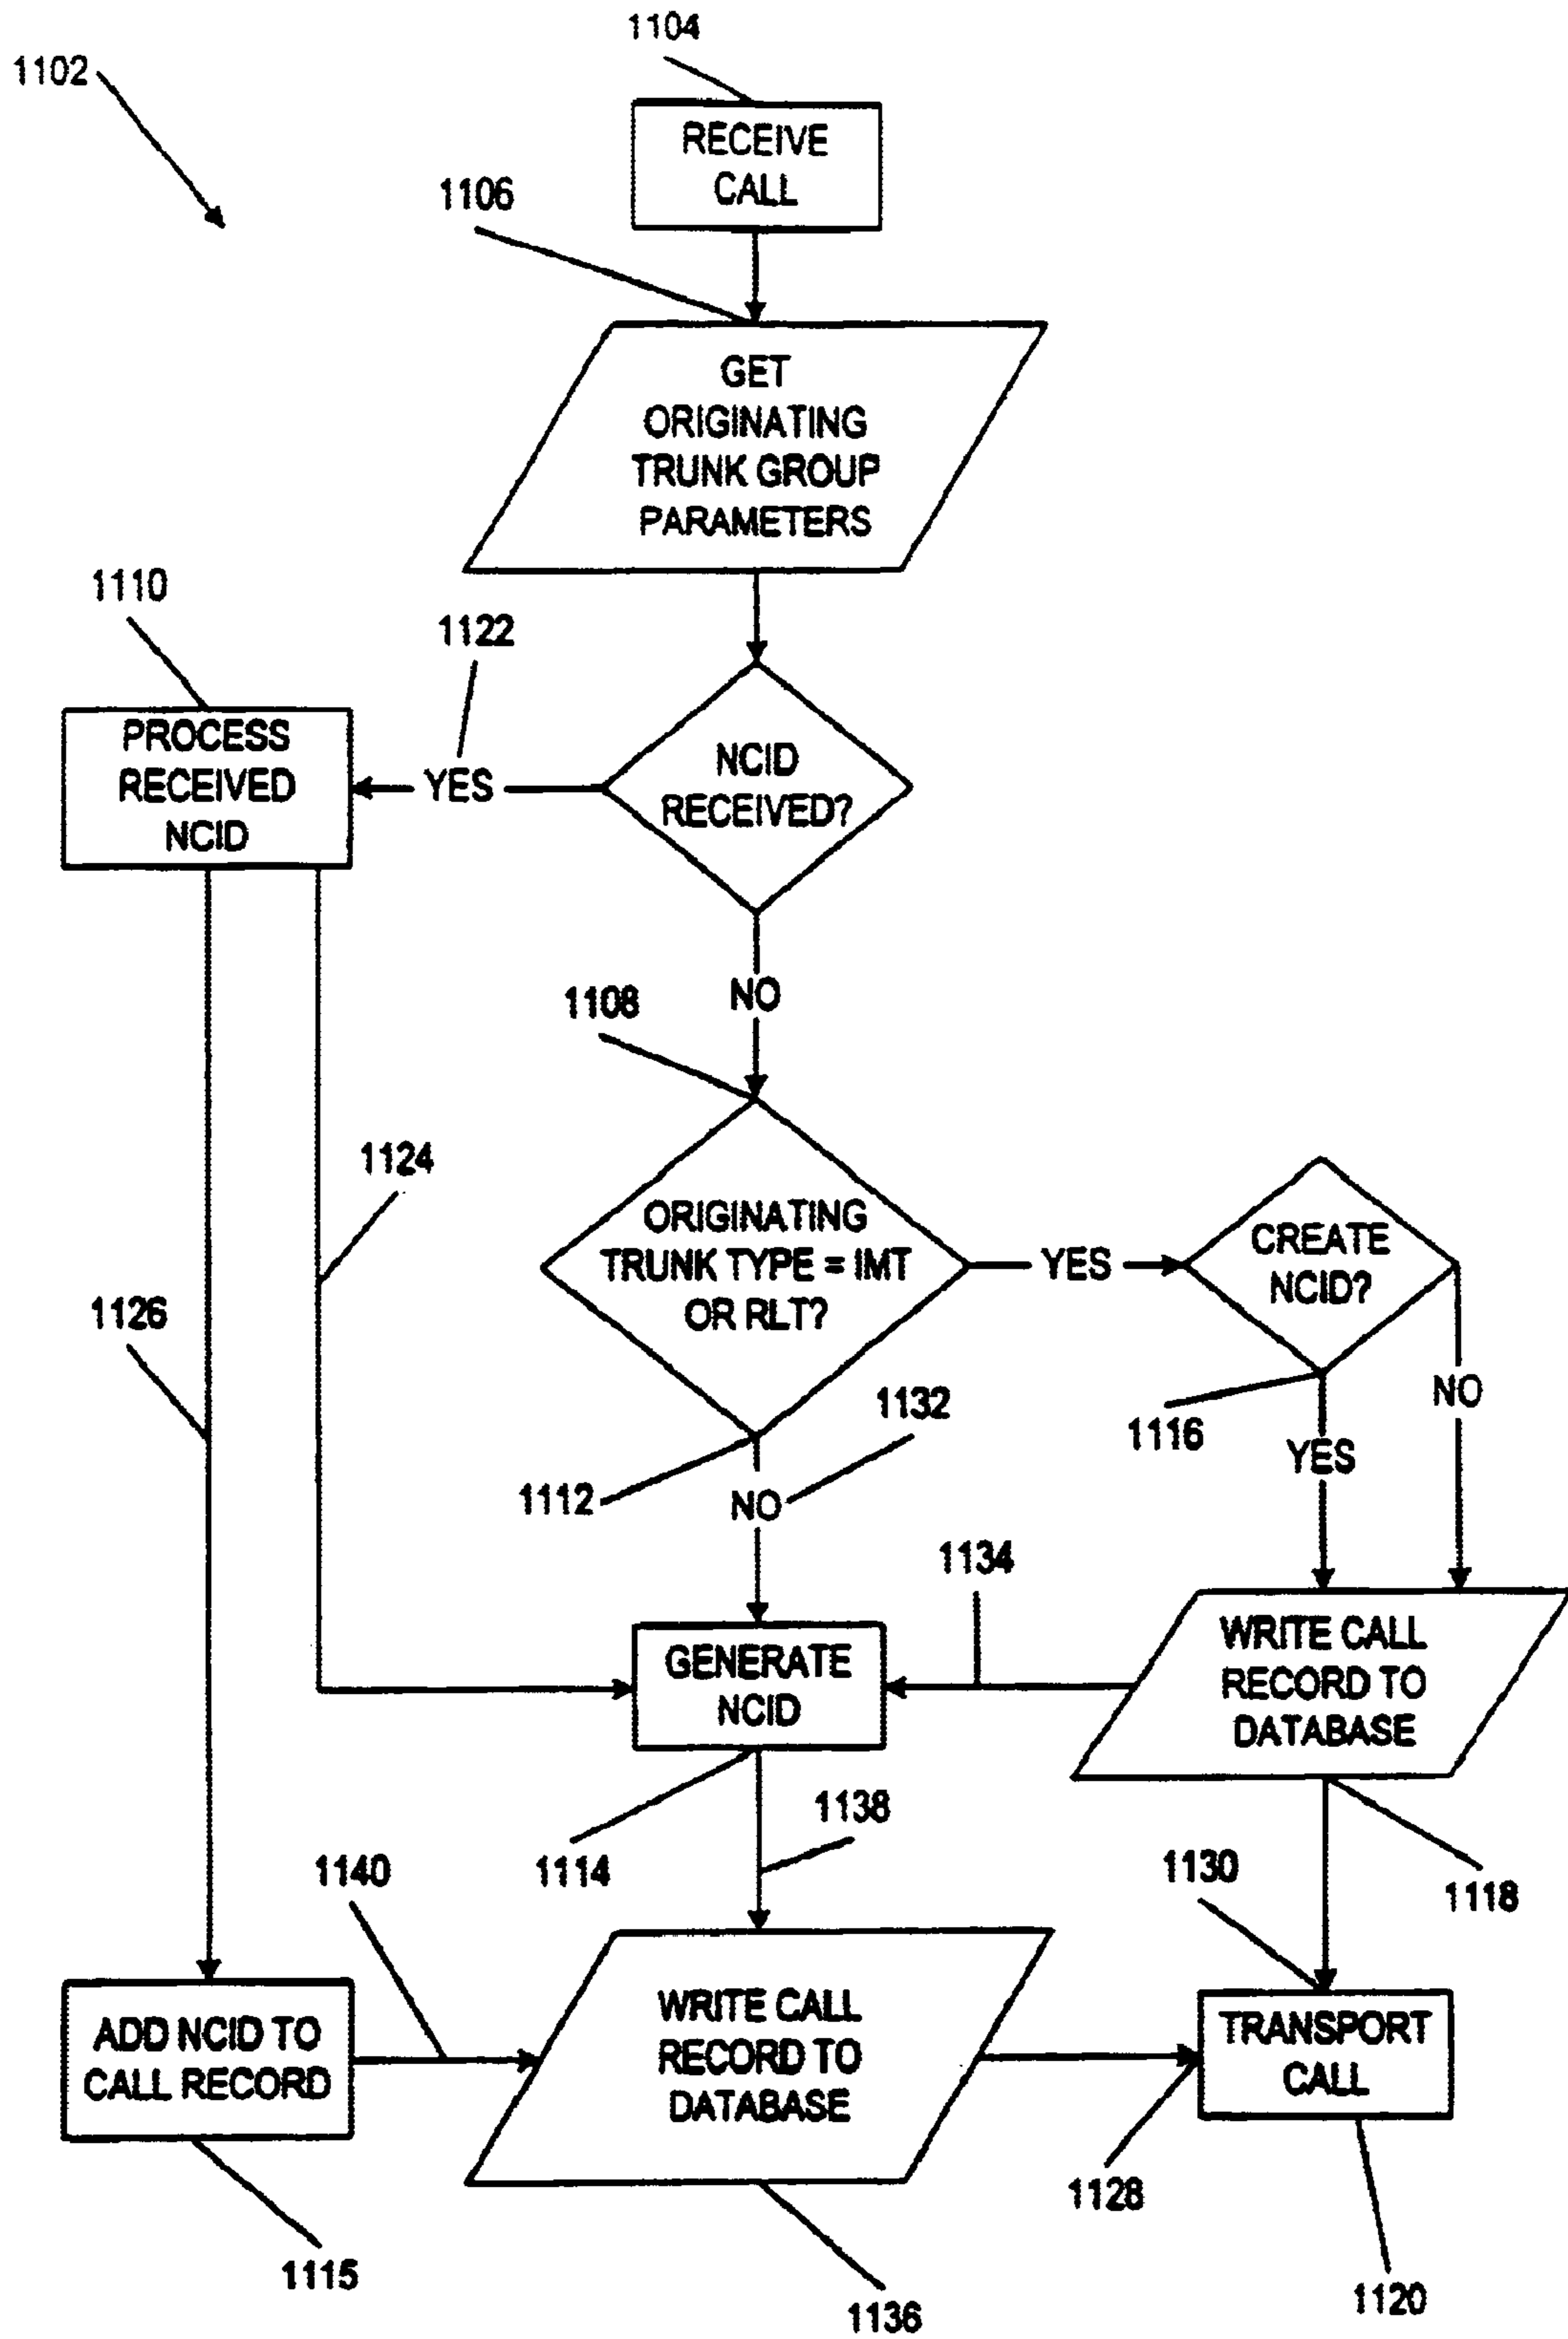 1104
1102
RECEIVE
CALL
1106
GET
ORIGINATING
TRUNK GROUP
PARAMETERS
1110
1122
PROCESS
RECEIVED
NCID
YES
NCID
RECEIVED?
NO
1108
1124
ORIGINATING
TRUNK TYPE = IMT
OR RLT?
YES
CREATE
NCID?
1126
1132
NO
1116
YES
1112
NO
1134
GENERATE
NCID
WRITE CALL
RECORD TO
DATABASE
1138
1140
1114
1130
1118
ADD NCID TO
CALL RECORD
WRITE CALL
RECORD TO
DATABASE
TRANSPORT
CALL
1128
1115
1136
1120